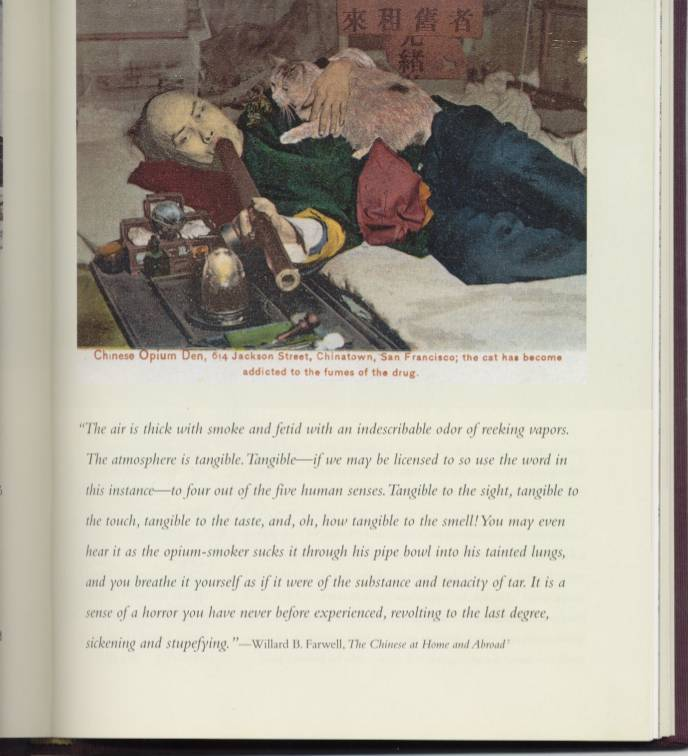 來租舊者
光緒
Chinese Opium Den, 614 Jackson Street, Chinatown, San Francisco; the cat has become
addicted to the fumes of the drug.
“The air is thick with smoke and fetid with an indescribable odor of reeking vapors.
The atmosphere is tangible. Tangible—if we may be licensed to so use the word in
this instance—to four out of the five human senses. Tangible to the sight, tangible to
the touch, tangible to the taste, and, oh, how tangible to the smell! You may even
hear it as the opium-smoker sucks it through his pipe bowl into his tainted lungs,
and you breathe it yourself as if it were of the substance and tenacity of tar. It is a
sense of a horror you have never before experienced, revolting to the last degree,
sickening and stupefying.”—Willard B. Farwell, The Chinese at Home and Abroad⁷